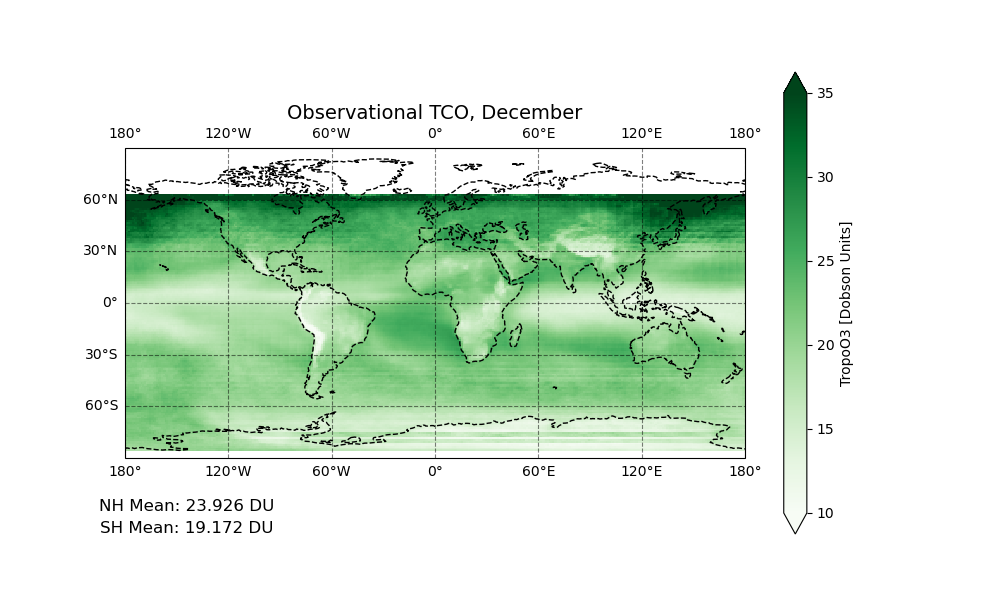 Observational TCO, December
180° 120°W 60°W 0° 60°E 120°E 180°
60°N
30°N
0°
30°S
60°S
180° 120°W 60°W 0° 60°E 120°E 180°
NH Mean: 23.926 DU
SH Mean: 19.172 DU
35
30
25
20
15
10
TropoO3 [Dobson Units]